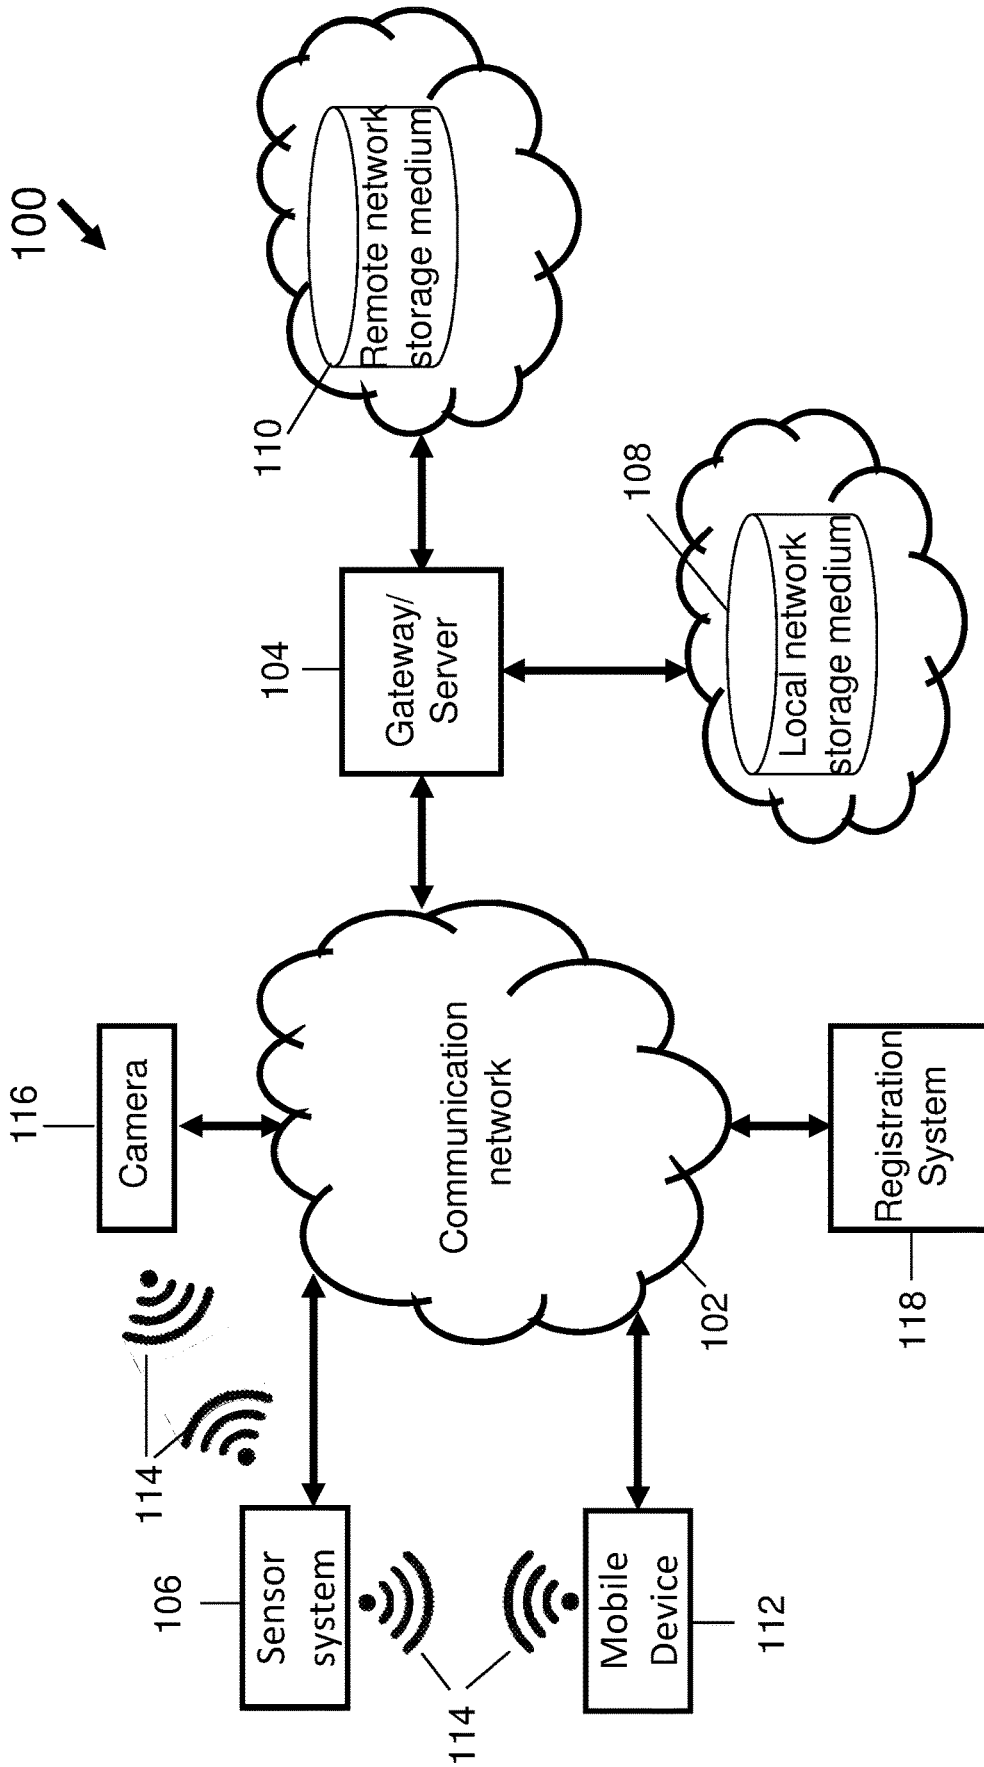 100
116
Camera
114
106
Sensor
system
114
Mobile
Device
112
Communication
network
102
Registration
System
118
104
Gateway/
Server
110
Remote network
storage medium
108
Local network
storage medium